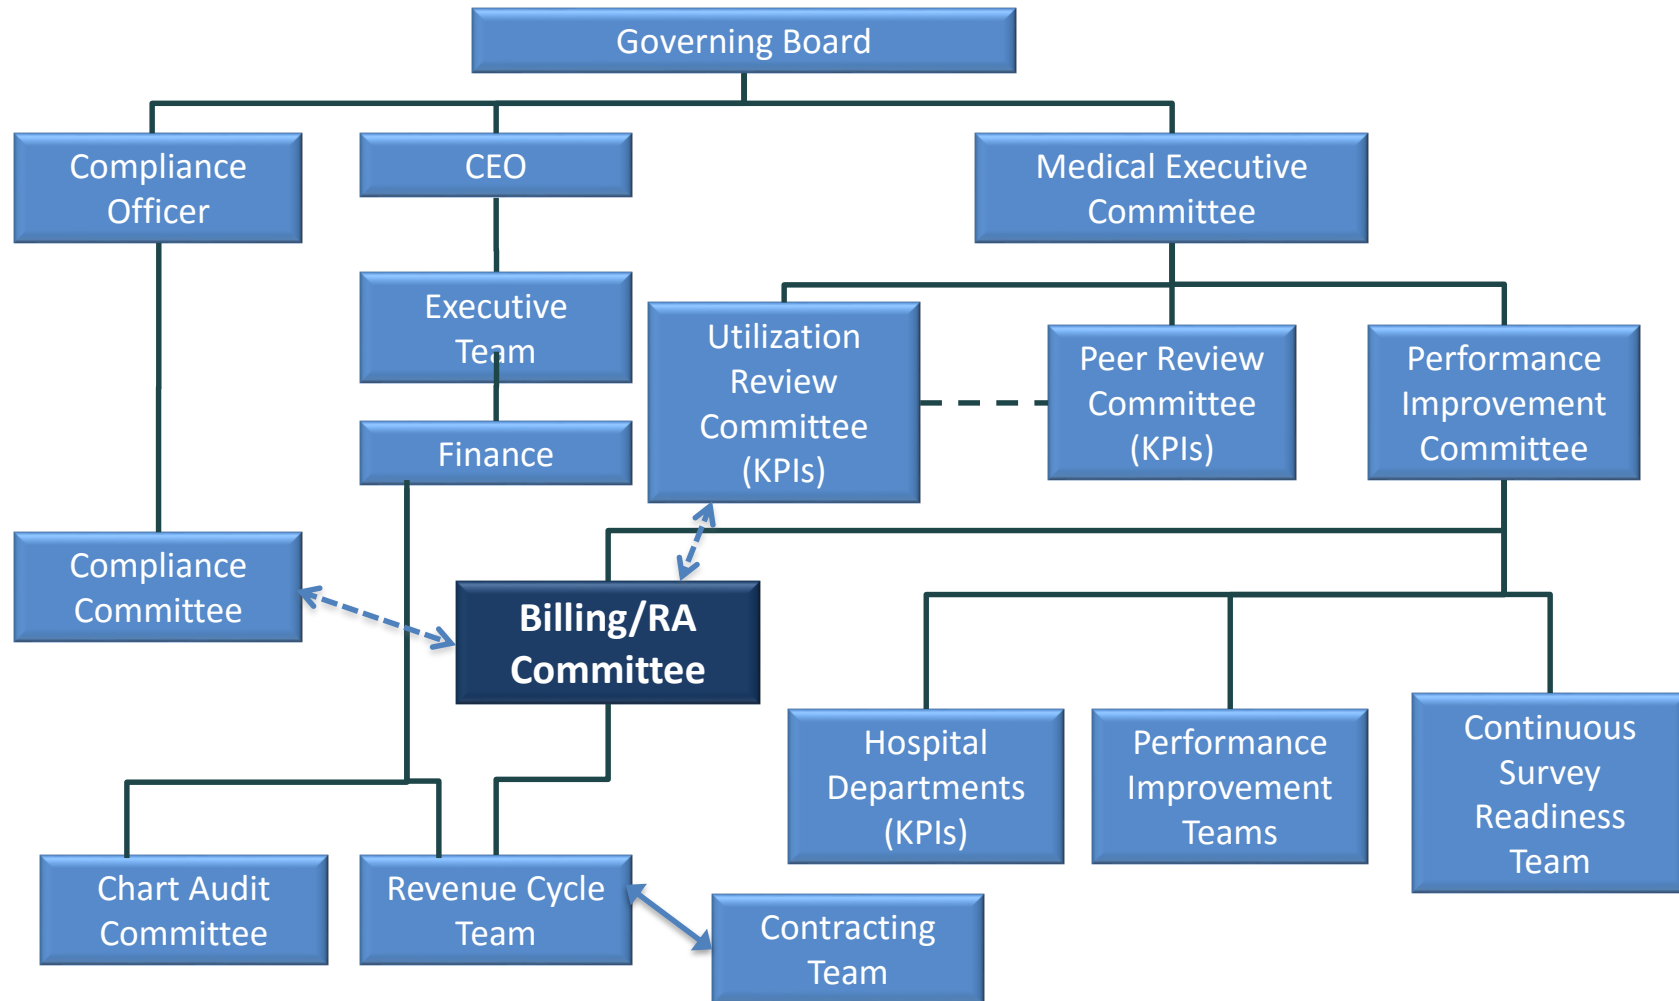 Governing Board
Compliance
Officer
CEO
Medical Executive
Committee
Executive
Team
Utilization
Review
Committee
(KPIs)
Peer Review
Committee
(KPIs)
Performance
Improvement
Committee
Finance
Compliance
Committee
Billing/RA
Committee
Hospital
Departments
(KPIs)
Performance
Improvement
Teams
Continuous
Survey
Readiness
Team
Chart Audit
Committee
Revenue Cycle
Team
Contracting
Team